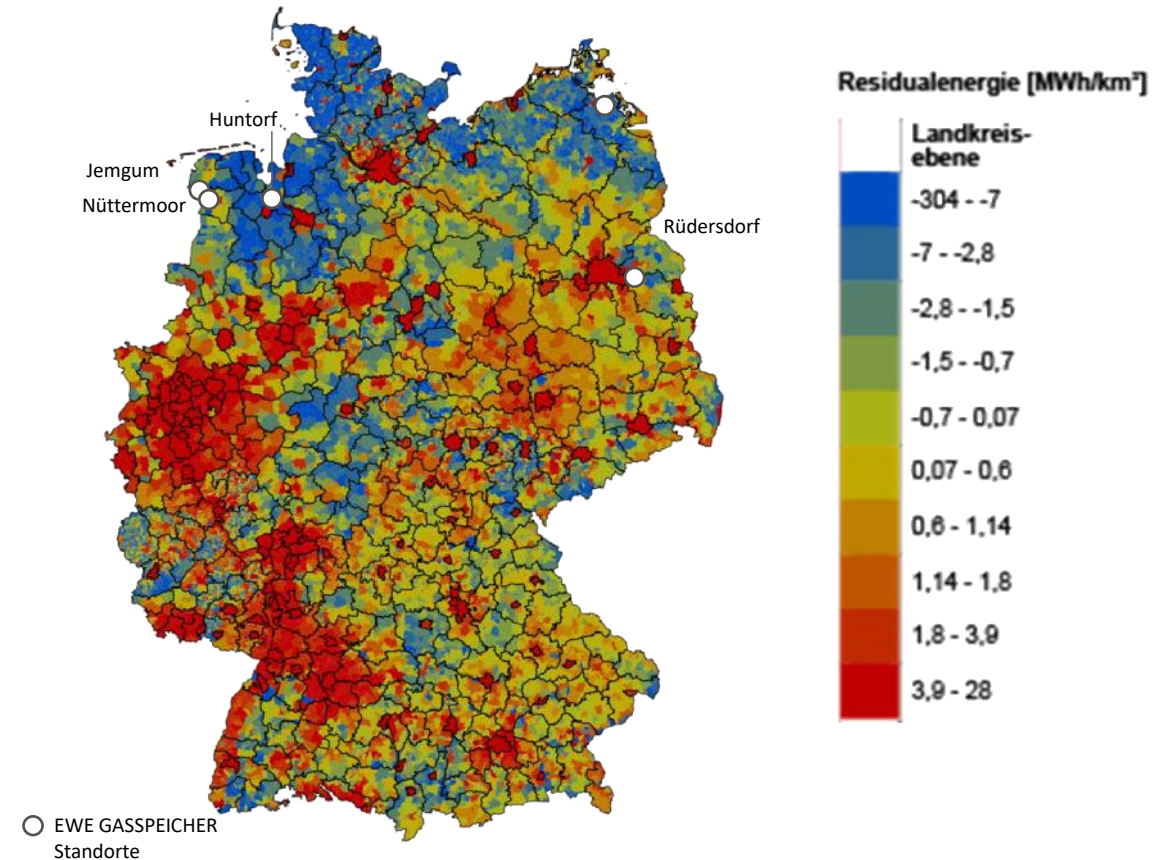 Huntorf
Jemgum
Nüttermoor
Rüdersdorf
EWE GASSPEICHER
Standorte
Residualenergie [MWh/km²]
Landkreis-
ebene
-304 - -7
-7 - -2,8
-2,8 - -1,5
-1,5 - -0,7
-0,7 - 0,07
0,07 - 0,6
0,6 - 1,14
1,14 - 1,8
1,8 - 3,9
3,9 - 28